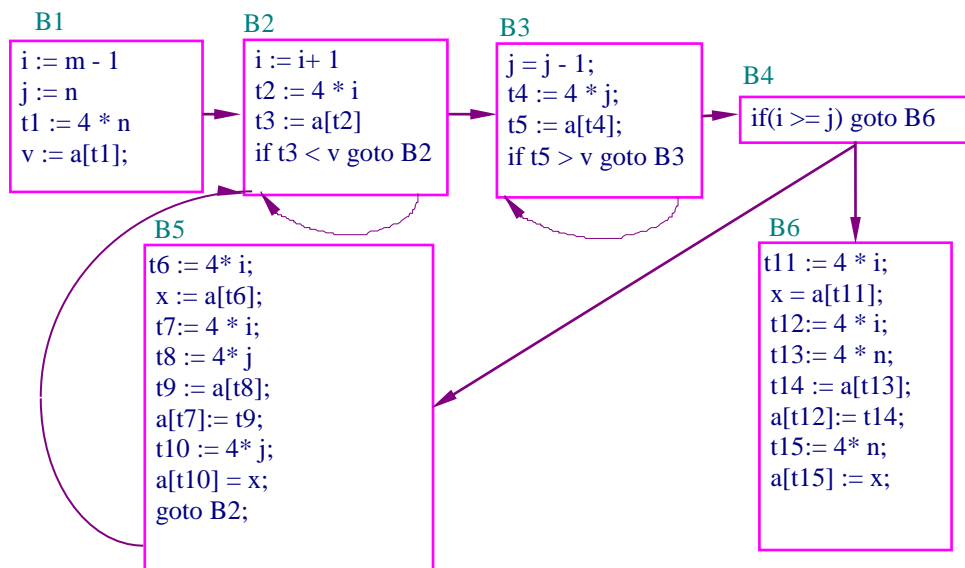 B1
i := m - 1
j := n
t1 := 4 * n
v := a[t1];
B2
i := i+ 1
t2 := 4 * i
t3 := a[t2]
if t3 < v goto B2
B3
j = j - 1;
t4 := 4 * j;
t5 := a[t4];
if t5 > v goto B3
B4
if(i >= j) goto B6
B5
t6 := 4* i;
x := a[t6];
t7:= 4 * i;
t8 := 4* j
t9 := a[t8];
a[t7]:= t9;
t10 := 4* j;
a[t10] = x;
goto B2;
B6
t11 := 4 * i;
x = a[t11];
t12:= 4 * i;
t13:= 4 * n;
t14 := a[t13];
a[t12]:= t14;
t15:= 4* n;
a[t15] := x;